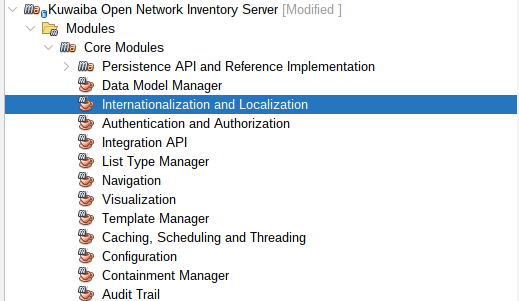 Kuwaiba Open Network Inventory Server [Modified ]
Modules
Core Modules
Persistence API and Reference Implementation
Data Model Manager
Internationalization and Localization
Authentication and Authorization
Integration API
List Type Manager
Navigation
Visualization
Template Manager
Caching, Scheduling and Threading
Configuration
Containment Manager
Audit Trail